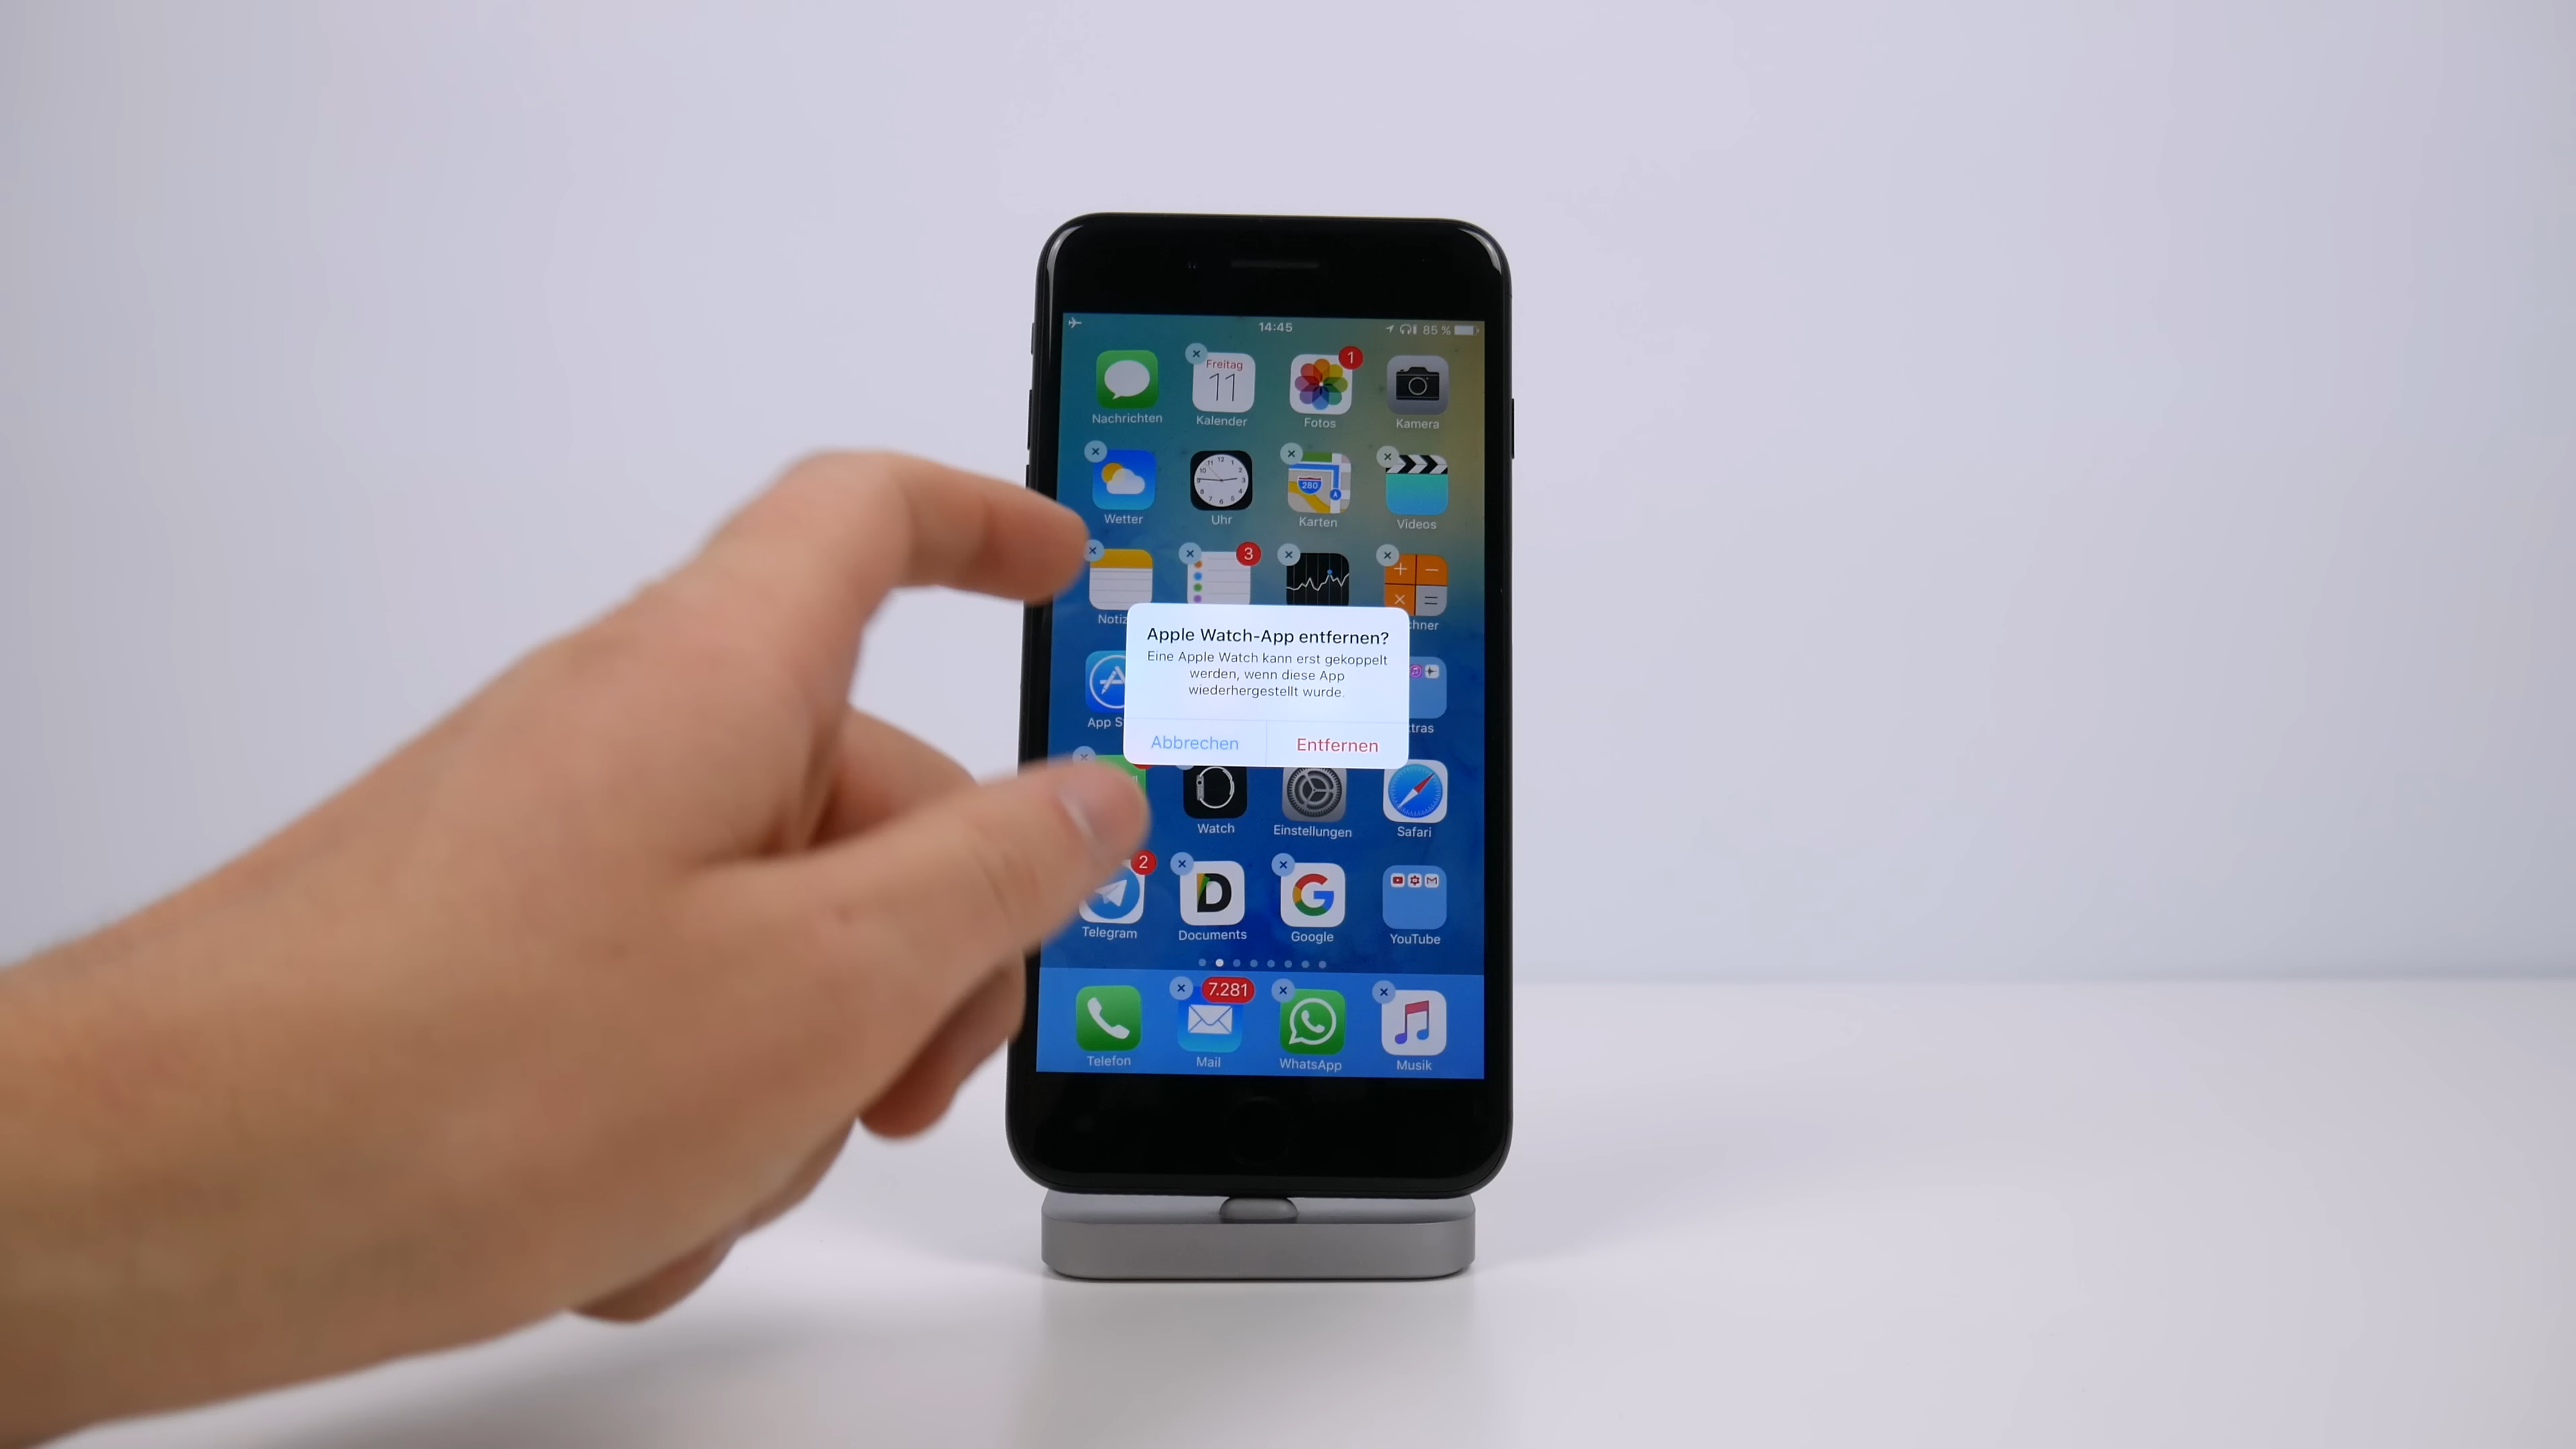 14:45 85 %
Freitag
11
1
Nachrichten Kalender Fotos Kamera
280
Wetter Uhr Karten Videos
3
Apple Watch-App entfernen?
Eine Apple Watch kann erst gekoppelt
werden, wenn diese App
wiederhergestellt wurde.
Abbrechen Entfernen
Watch Einstellungen Safari
2
D G
Telegram Documents Google YouTube
7.281
Telefon Mail WhatsApp Musik